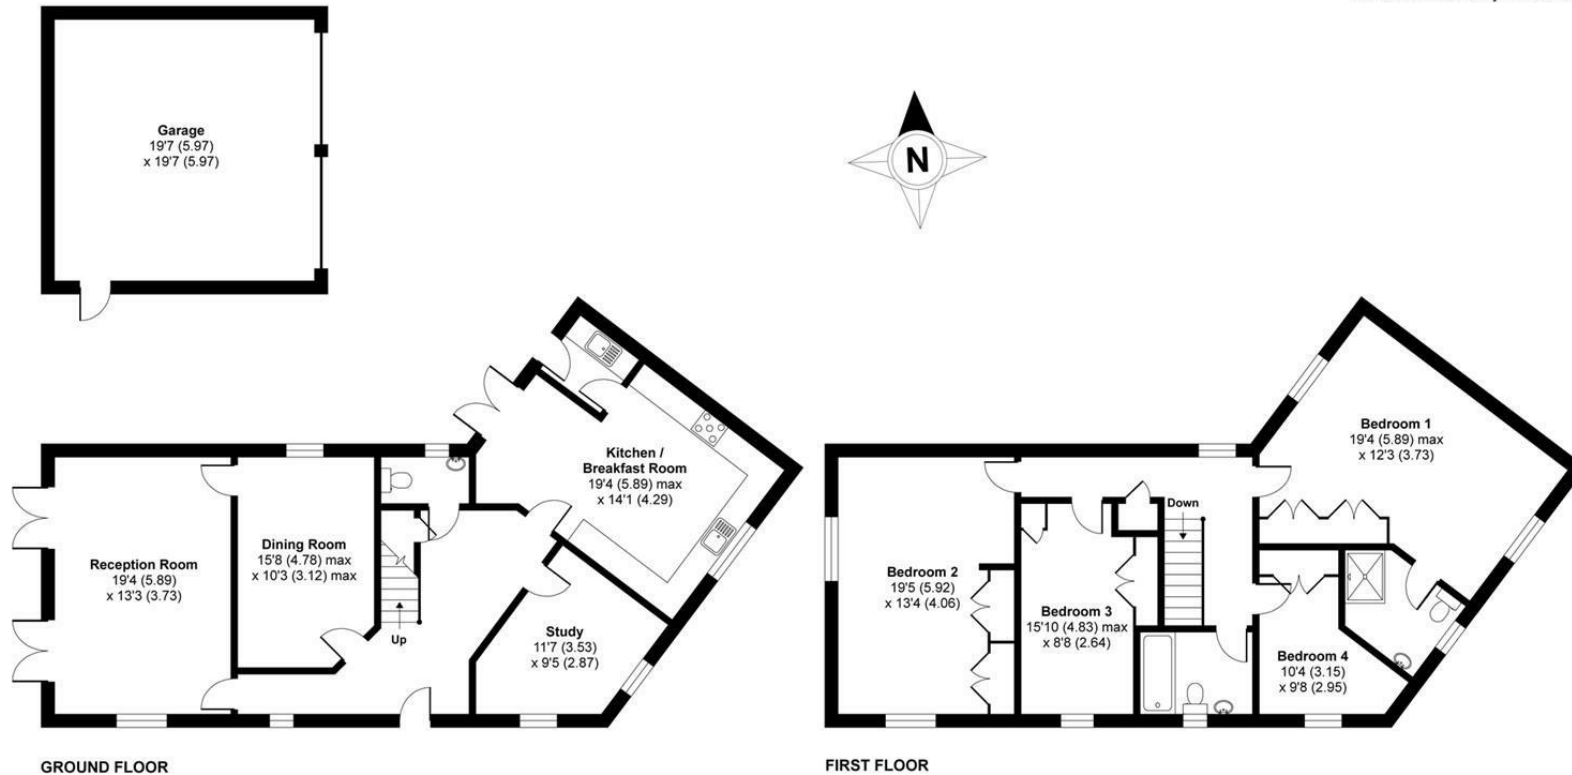 Garage
19'7 (5.97)
x 19'7 (5.97)
N
Kitchen /
Breakfast Room
19'4 (5.89) max
x 14'1 (4.29)
Reception Room
19'4 (5.89)
x 13'3 (3.73)
Dining Room
15'8 (4.78) max
x 10'3 (3.12) max
Up
Study
11'7 (3.53)
x 9'5 (2.87)
GROUND FLOOR
Bedroom 1
19'4 (5.89) max
x 12'3 (3.73)
Down
Bedroom 2
19'5 (5.92)
x 13'4 (4.06)
Bedroom 3
15'10 (4.83) max
x 8'8 (2.64)
Bedroom 4
10'4 (3.15)
x 9'8 (2.95)
FIRST FLOOR